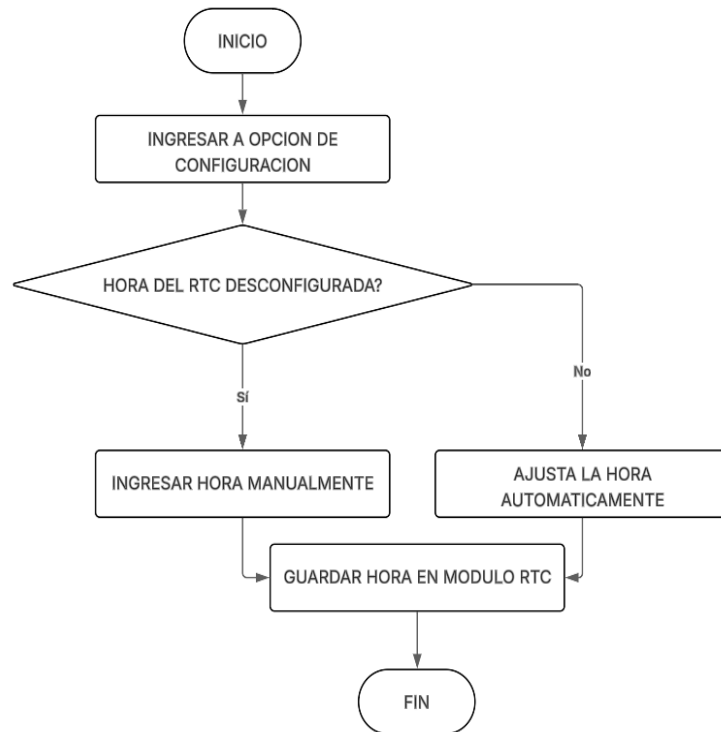 INICIO
INGRESAR A OPCION DE
CONFIGURACION
HORA DEL RTC DESCONFIGURADA?
Sí
No
INGRESAR HORA MANUALMENTE
AJUSTA LA HORA
AUTOMATICAMENTE
GUARDAR HORA EN MODULO RTC
FIN